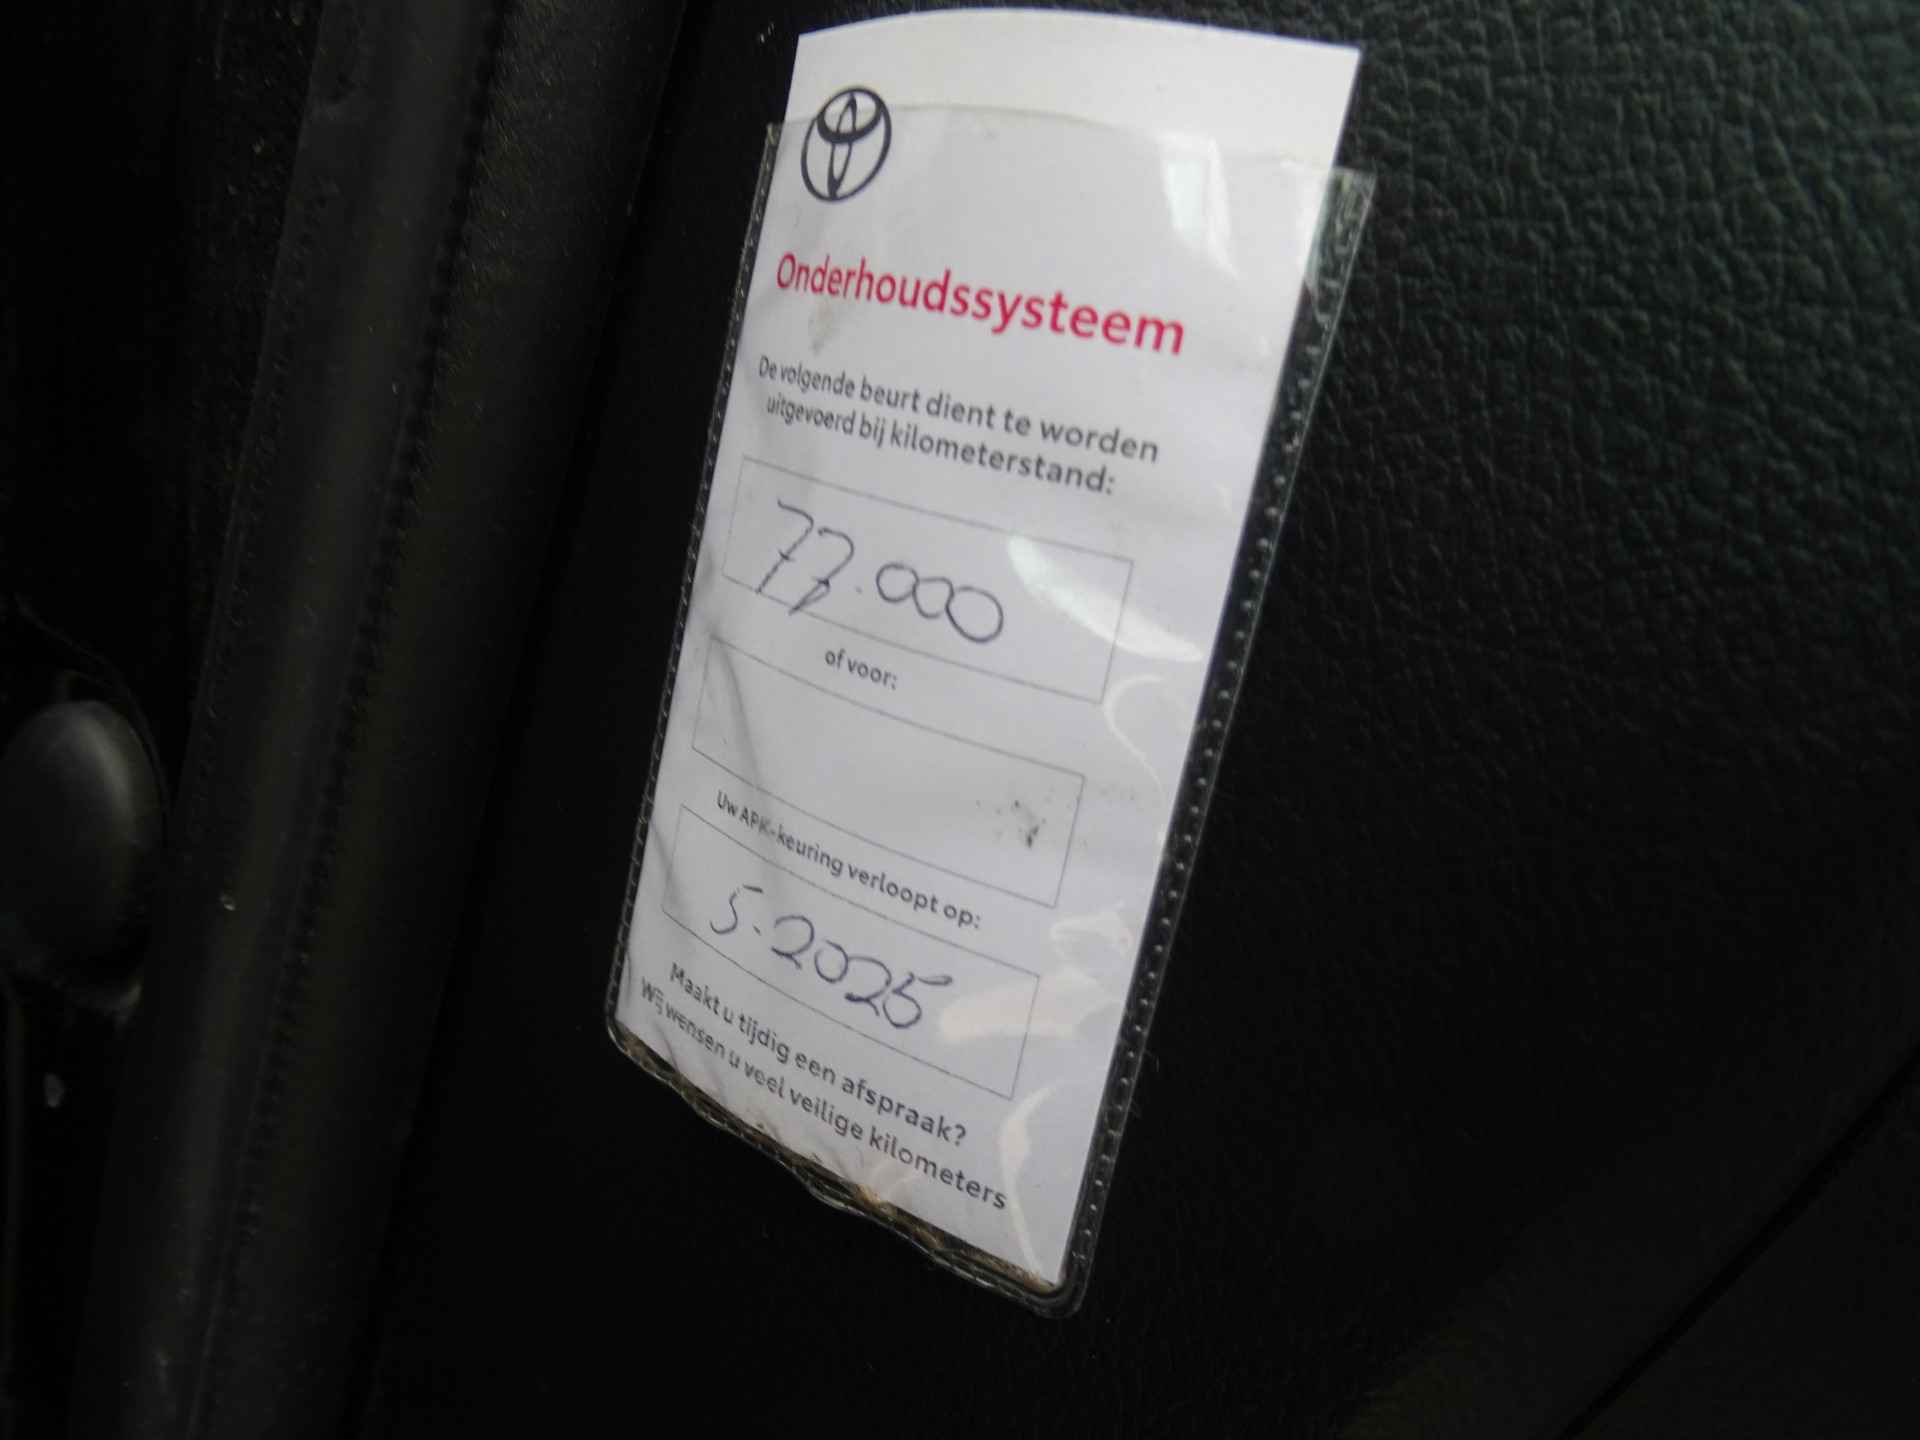 Onderhoudssysteem
De volgende beurt dient te worden
uitgevoerd bij kilometerstand:
77.000
of voor:
Uw APK-keuring verloopt op:
5-2025
Maakt u tijdig een afspraak?
Wij wensen u veel veilige kilometers